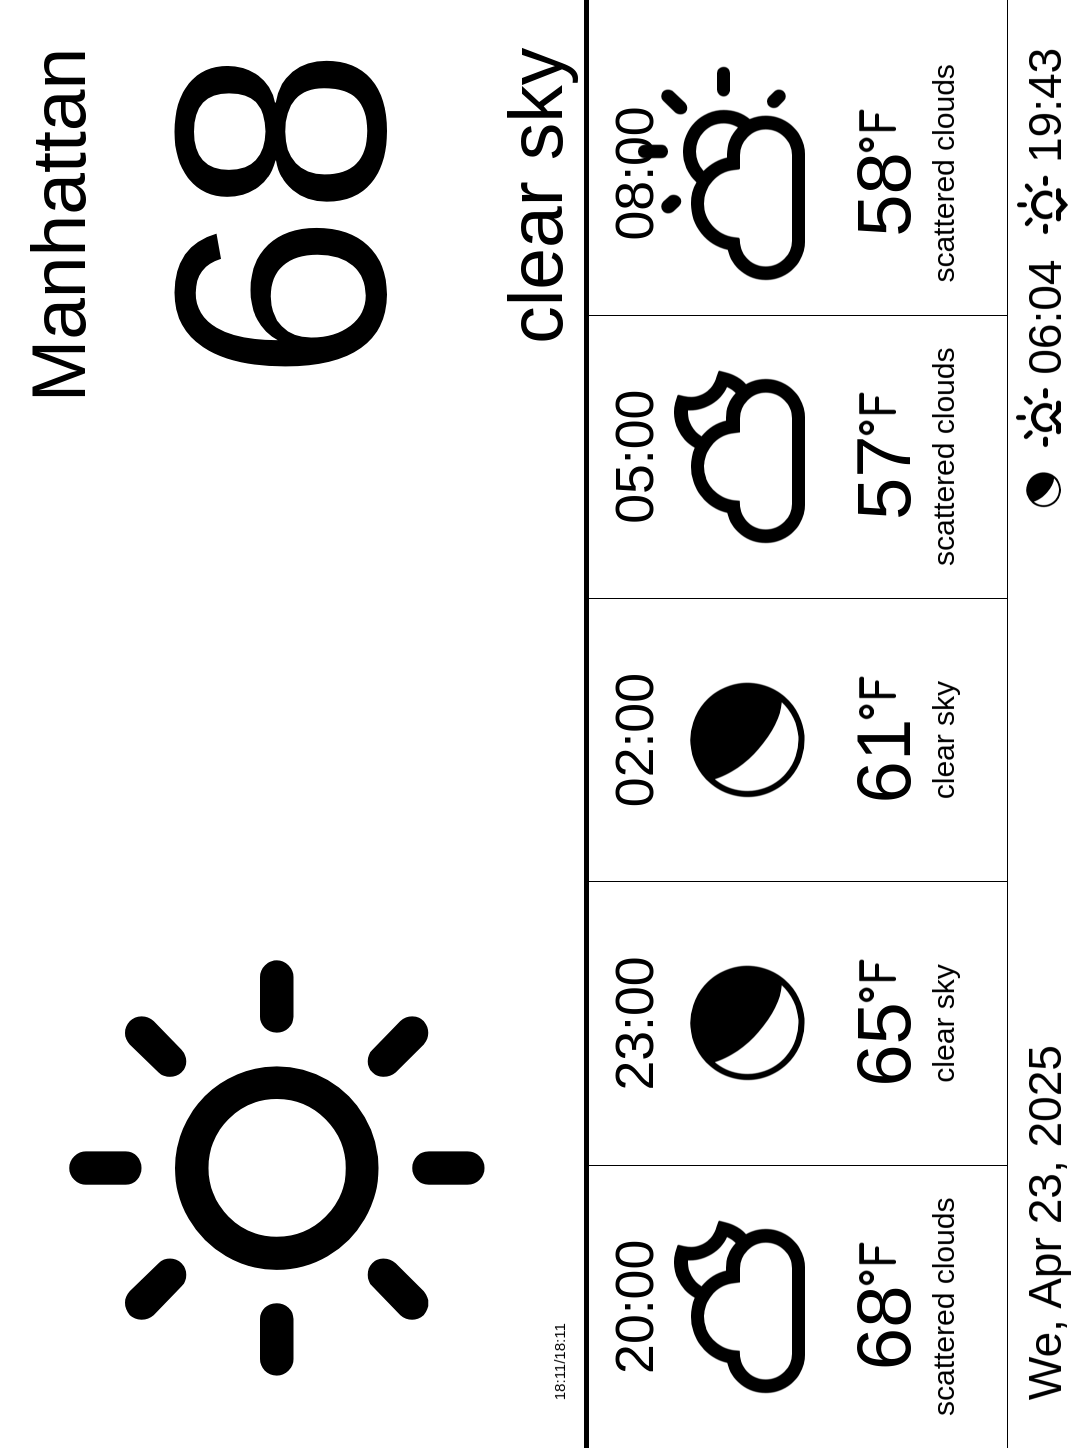 Manhattan
68
clear sky
18:11/18:11
20:00
68°F
scattered clouds
23:00
65°F
clear sky
02:00
61°F
clear sky
05:00
57°F
scattered clouds
08:00
58°F
scattered clouds
We, Apr 23, 2025
06:04
19:43